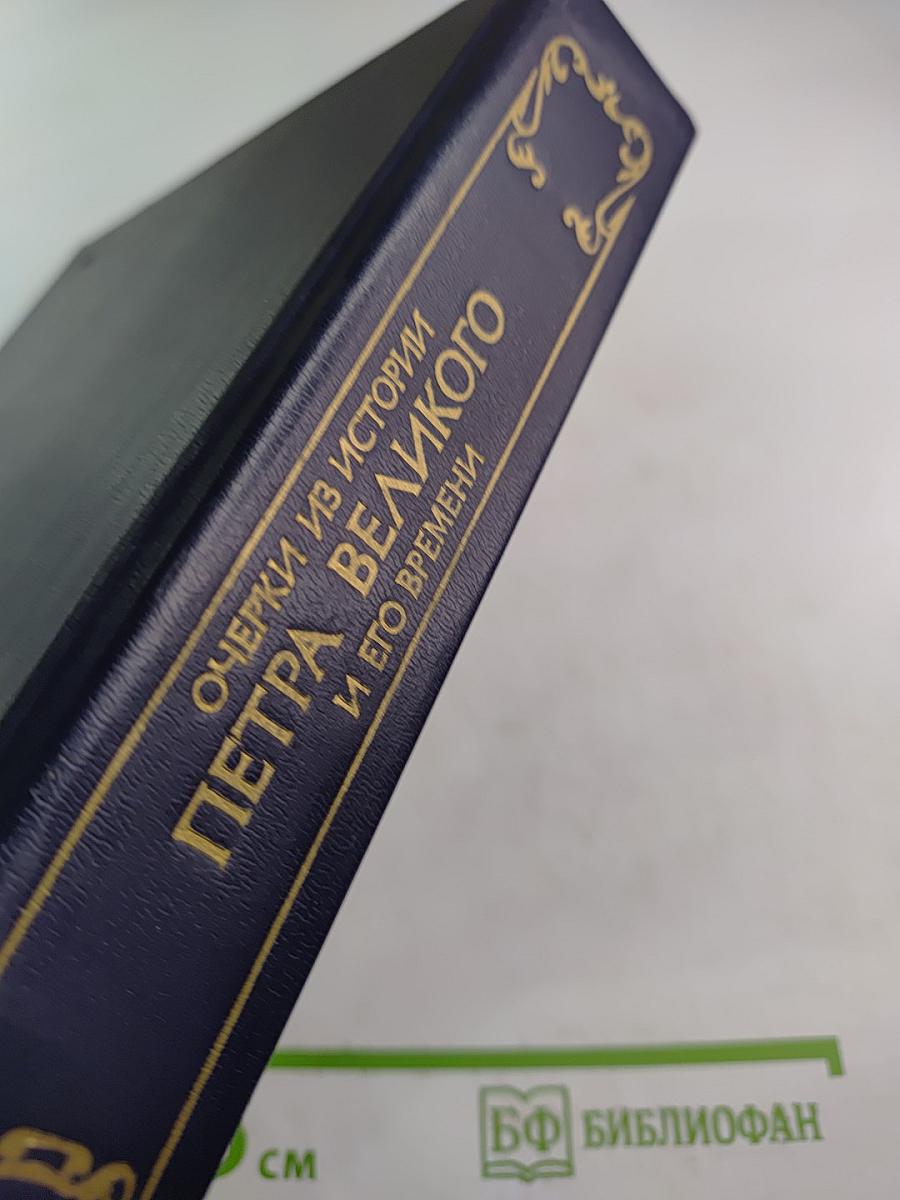 ОЧЕРКИ ИЗ ИСТОРИИ
ПЕТРА ВЕЛИКОГО
И ЕГО ВРЕМЕНИ
см
БФ БИБЛИОФАН